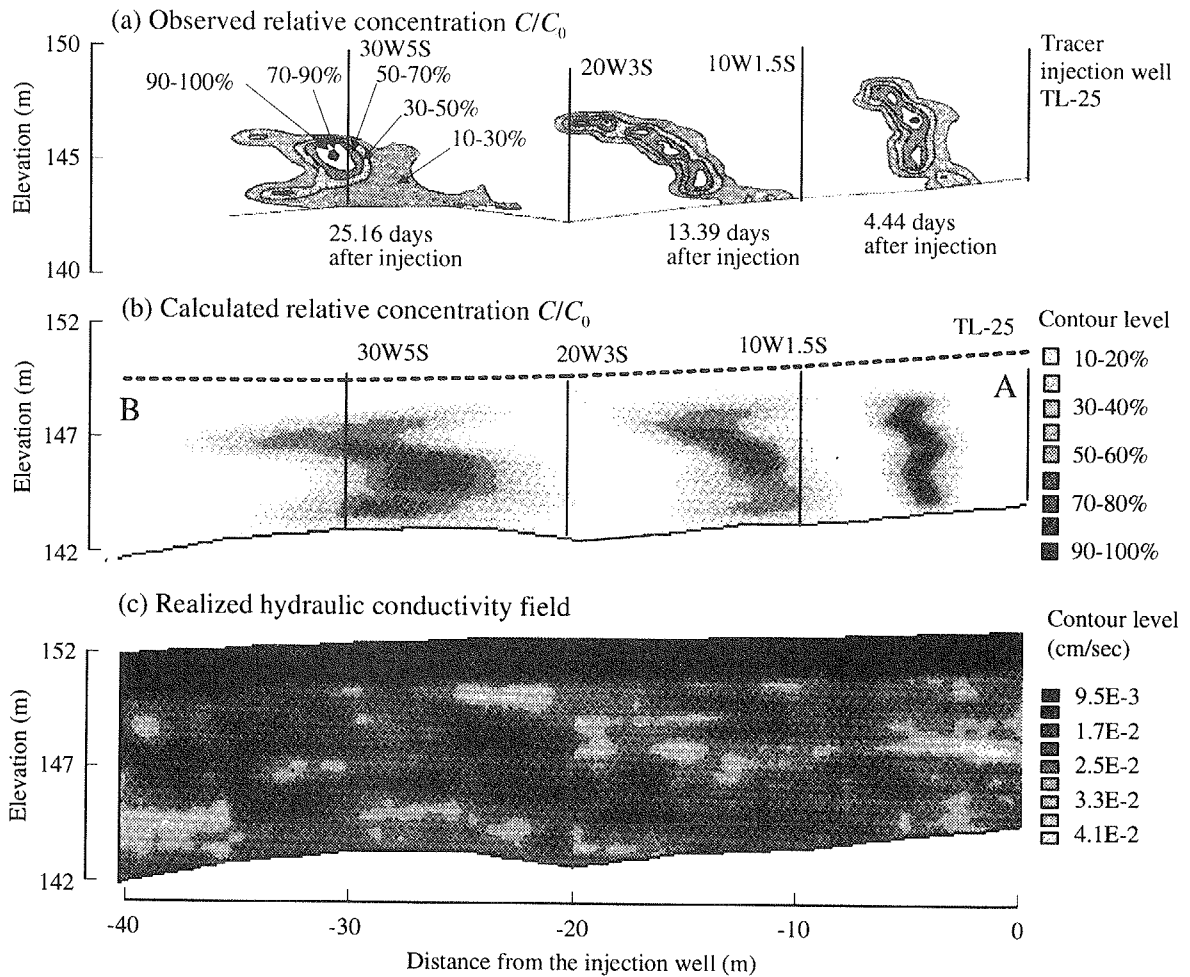 (a) Observed relative concentration C/C₀
150
145
140
Elevation (m)
30W5S
90-100%
70-90%
50-70%
30-50%
10-30%
20W3S
10W1.5S
Tracer
injection well
TL-25
25.16 days
after injection
13.39 days
after injection
4.44 days
after injection
(b) Calculated relative concentration C/C₀
152
147
142
Elevation (m)
30W5S
20W3S
10W1.5S
TL-25
B
A
Contour level
10-20%
30-40%
50-60%
70-80%
90-100%
(c) Realized hydraulic conductivity field
152
147
142
Elevation (m)
Contour level
(cm/sec)
9.5E-3
1.7E-2
2.5E-2
3.3E-2
4.1E-2
-40
-30
-20
-10
0
Distance from the injection well (m)